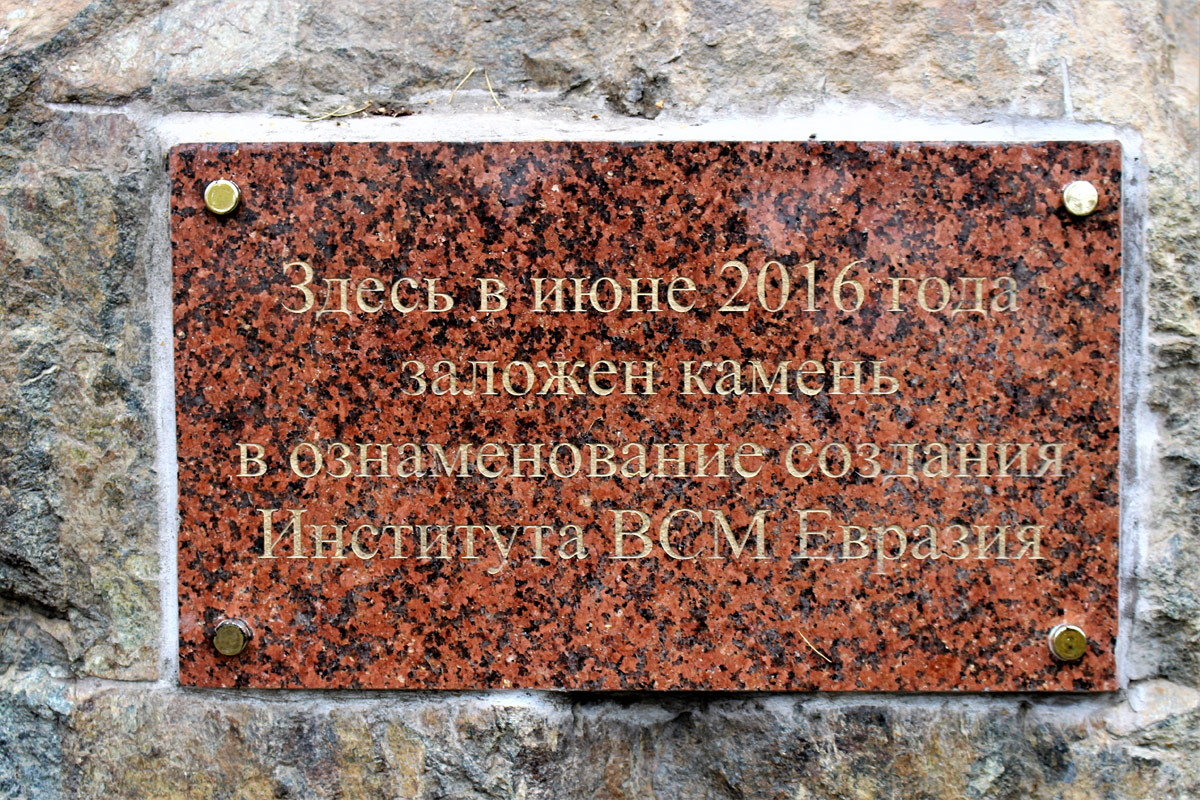 Здесь в июне 2016 года
заложен камень
в ознаменование создания
Института ВСМ Евразия